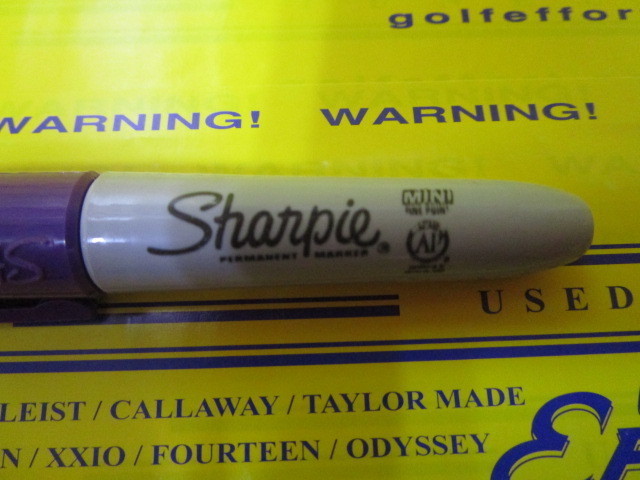 golfeffor
WARNING! WARNING!
Sharpie®
PERMANENT MARKER
MINI
FINE POINT
AP
USED
LEIST / CALLAWAY / TAYLOR MADE
N / XXIO / FOURTEEN / ODYSSEY